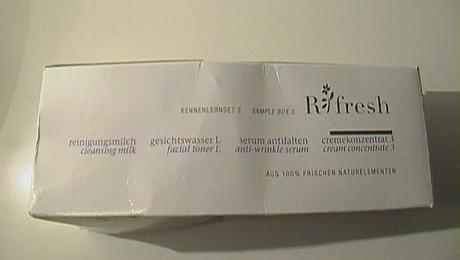 KENNENLERNSET 3 SAMPLE BOX 3 R fresh
reinigungsmilch gesichtswasser L serum antifalten cremekonzentrat 3
cleansing milk facial toner L anti-wrinkle serum cream concentrate 3
AUS 100% FRISCHEN NATURELEMENTEN